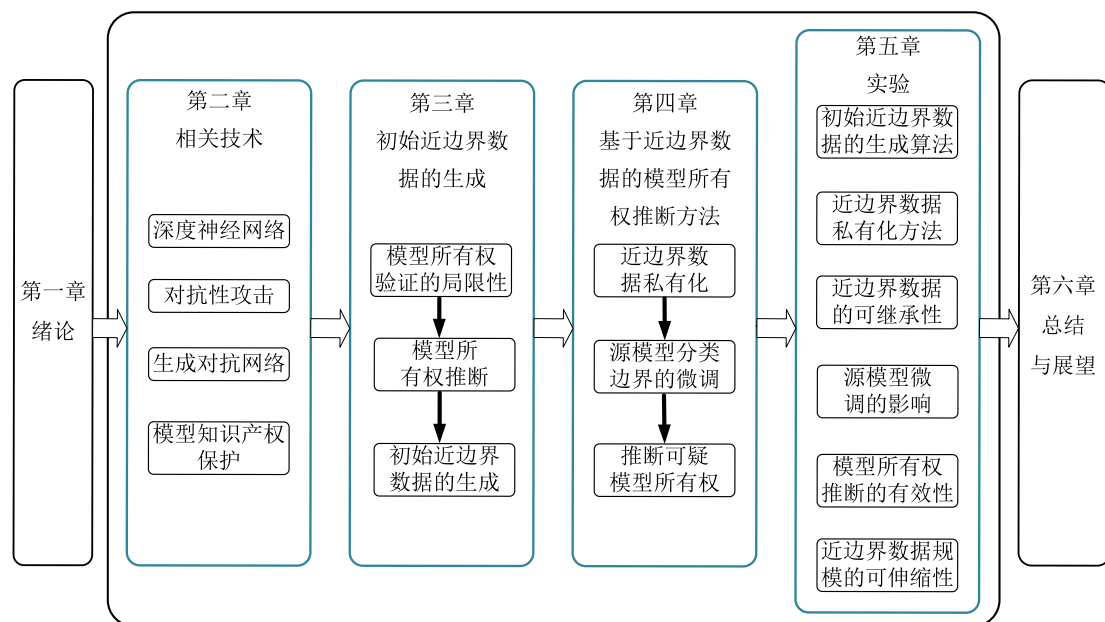 第一章
绪论
第二章
相关技术
深度神经网络
对抗性攻击
生成对抗网络
模型知识产权
保护
第三章
初始近边界数
据的生成
模型所有权
验证的局限性
模型所
有权推断
初始近边界
数据的生成
第四章
基于近边界数
据的模型所有
权推断方法
近边界数
据私有化
源模型分类
边界的微调
推断可疑
模型所有权
第五章
实验
初始近边界数
据的生成算法
近边界数据
私有化方法
近边界数据
的可继承性
源模型微
调的影响
模型所有权
推断的有效性
近边界数据规
模的可伸缩性
第六章
总结
与展望